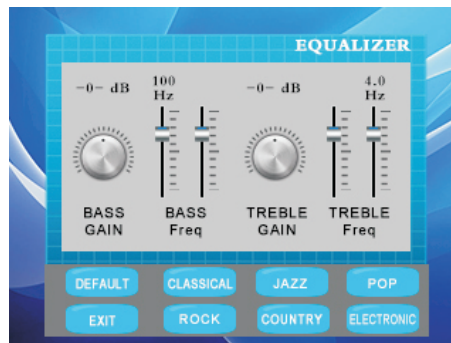 EQUALIZER
-0- dB
100
Hz
-0- dB
4.0
Hz
BASS
GAIN
BASS
Freq
TREBLE
GAIN
TREBLE
Freq
DEFAULT
CLASSICAL
JAZZ
POP
EXIT
ROCK
COUNTRY
ELECTRONIC